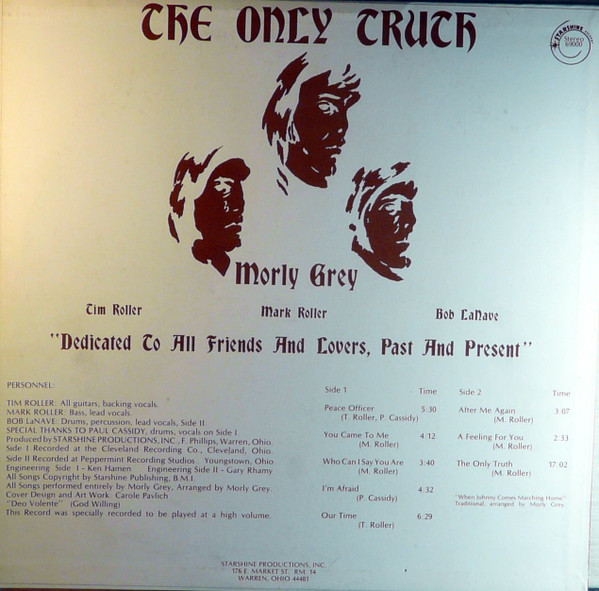 THE ONLY TRUTH
STARSHINE
Stereo
69000
Morly Grey
Tim Roller Mark Roller Bob LaNave
"Dedicated To All Friends And Lovers, Past And Present"
PERSONNEL:
TIM ROLLER: All guitars, backing vocals.
MARK ROLLER: Bass, lead vocals.
BOB LaNAVE: Drums, percussion, lead vocals, Side II.
SPECIAL THANKS TO PAUL CASSIDY, drums, vocals on Side I.
Produced by STARSHINE PRODUCTIONS, INC., F. Phillips, Warren, Ohio.
Side I Recorded at the Cleveland Recording Co., Cleveland, Ohio.
Side II Recorded at Peppermint Recording Studios, Youngstown, Ohio
Engineering Side I - Ken Hamen Engineering Side II - Gary Rhamy
All Songs Copyright by Starshine Publishing, B.M.I.
All Songs performed entirely by Morly Grey, Arranged by Morly Grey.
Cover Design and Art Work: Carole Pavlich
"Deo Volente" (God Willing)
This Record was specially recorded to be played at a high volume.
Side 1 Time
Peace Officer 5:30
(T. Roller, P. Cassidy)
You Came To Me 4:12
(M. Roller)
Who Can I Say You Are 3:40
(M. Roller)
I'm Afraid 4:32
(P. Cassidy)
Our Time 6:29
(T. Roller)
Side 2 Time
After Me Again 3:07
(M. Roller)
A Feeling For You 2:33
(M. Roller)
The Only Truth 17:02
(M. Roller)
"When Johnny Comes Marching Home"
Traditional, arranged by Morly Grey
STARSHINE PRODUCTIONS, INC.
176 E. MARKET ST. RM. 14
WARREN, OHIO 44481